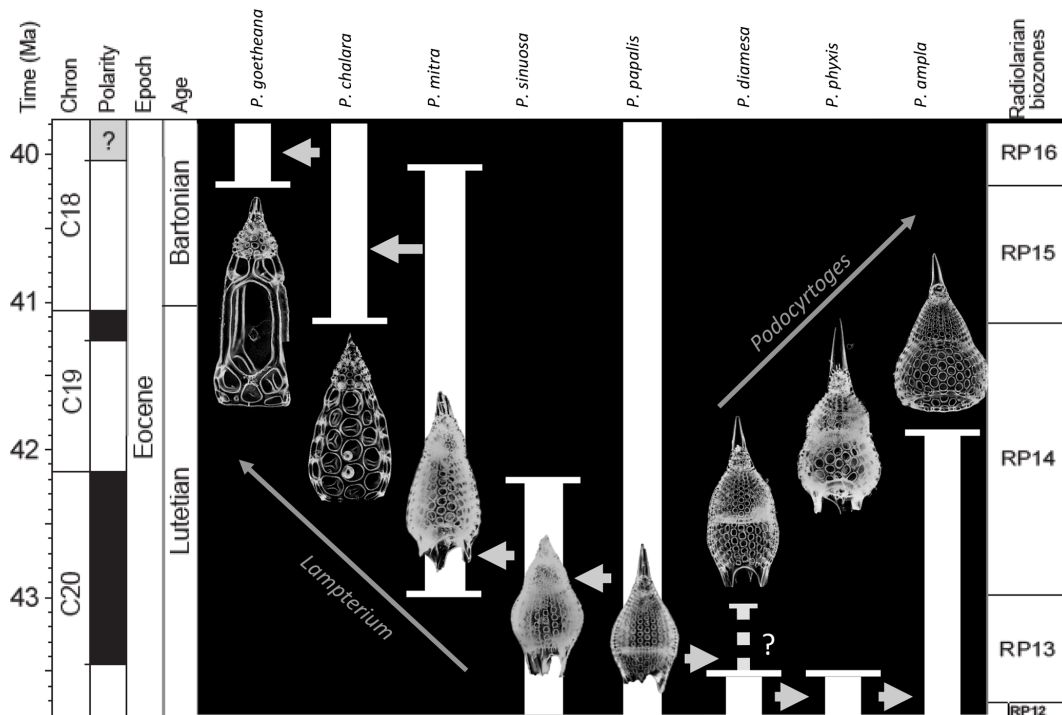 Time (Ma)
Chron
Polarity
Epoch
Age
P. goetheana
P. chalara
P. mitra
P. sinuosa
P. papalis
P. diamesa
P. phyxis
P. ampla
Radiolarian
biozones
40
41
42
43
C18
C19
C20
?
Eocene
Bartonian
Lutetian
Lampterium
Podocyrtoges
?
RP16
RP15
RP14
RP13
RP12